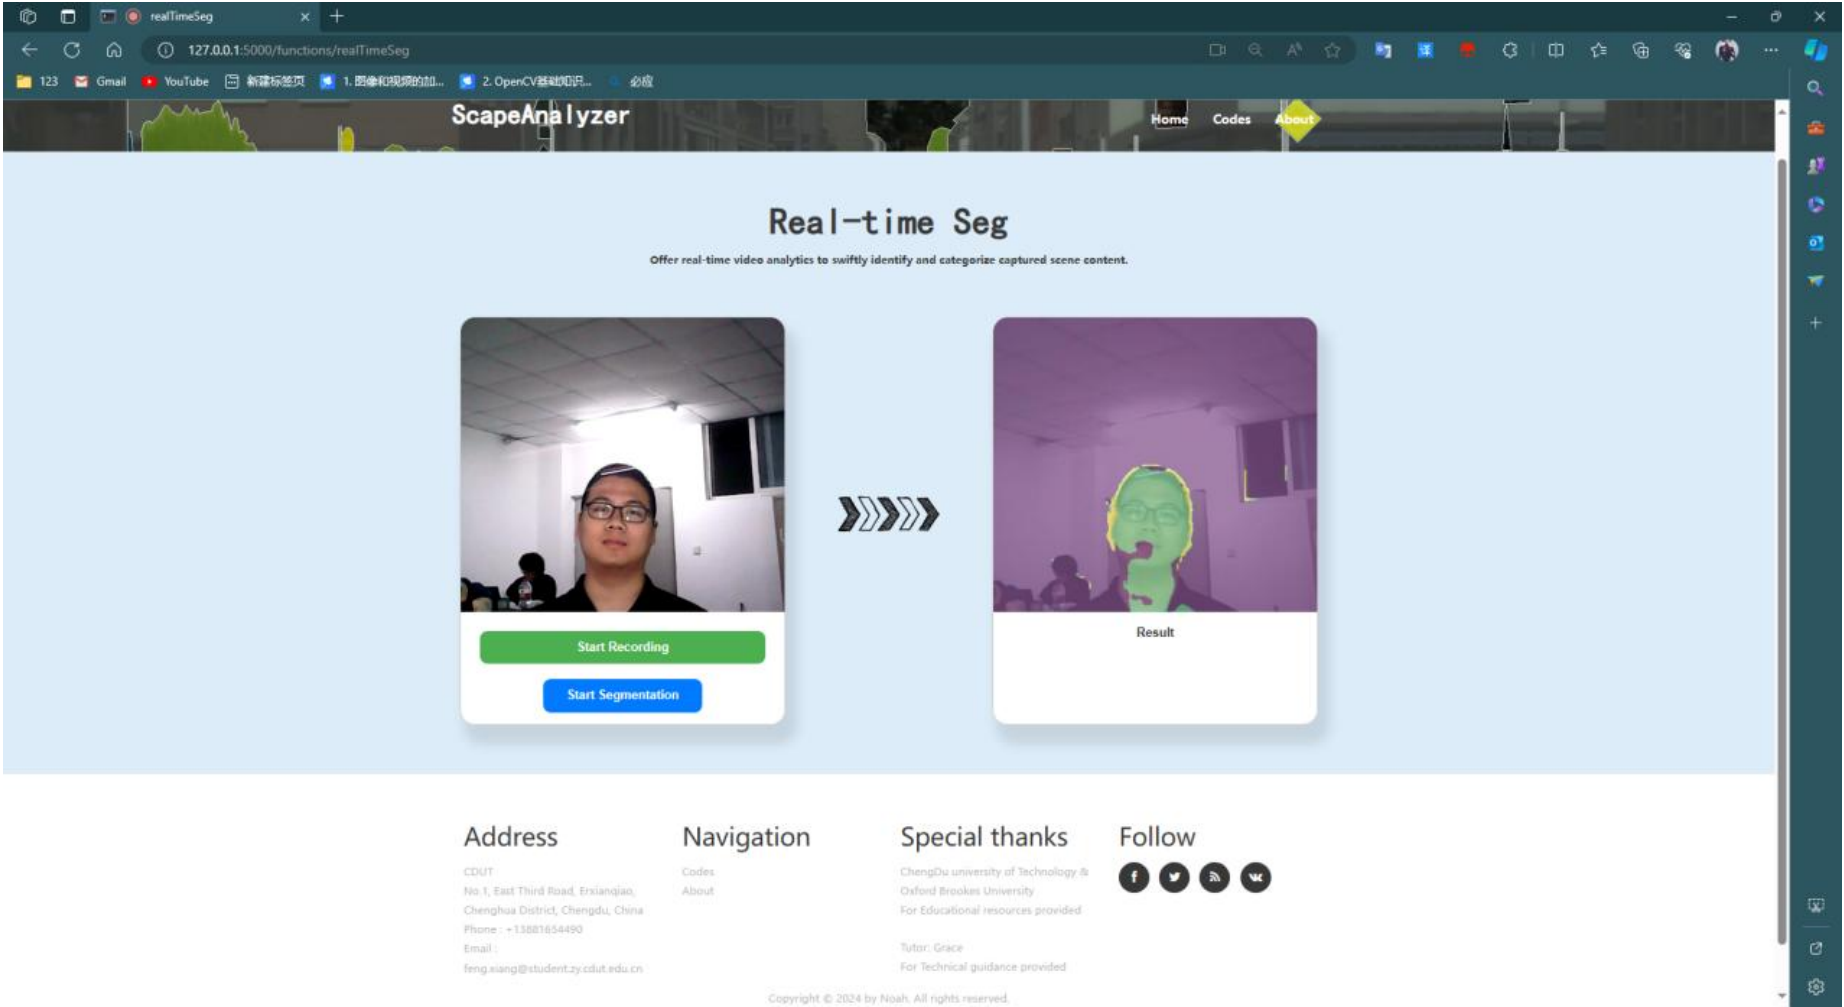 realTimeSeg
127.0.0.1:5000/functions/realTimeSeg
123 Gmail YouTube 新建标签页 1. 图像和视频的加... 2. OpenCV基础知识... 必应
ScapeAnalyzer
Home Codes About
Real-time Seg
Offer real-time video analytics to swiftly identify and categorize captured scene content.
Start Recording
Start Segmentation
Result
Address
CDUT
No.1, East Third Road, Erxianqiao,
Chenghua District, Chengdu, China
Phone : +13881654490
Email :
feng.xiang@student.zy.cdut.edu.cn
Navigation
Codes
About
Special thanks
ChengDu university of Technology &
Oxford Brookes University
For Educational resources provided
Tutor: Grace
For Technical guidance provided
Follow
Copyright © 2024 by Noah. All rights reserved.